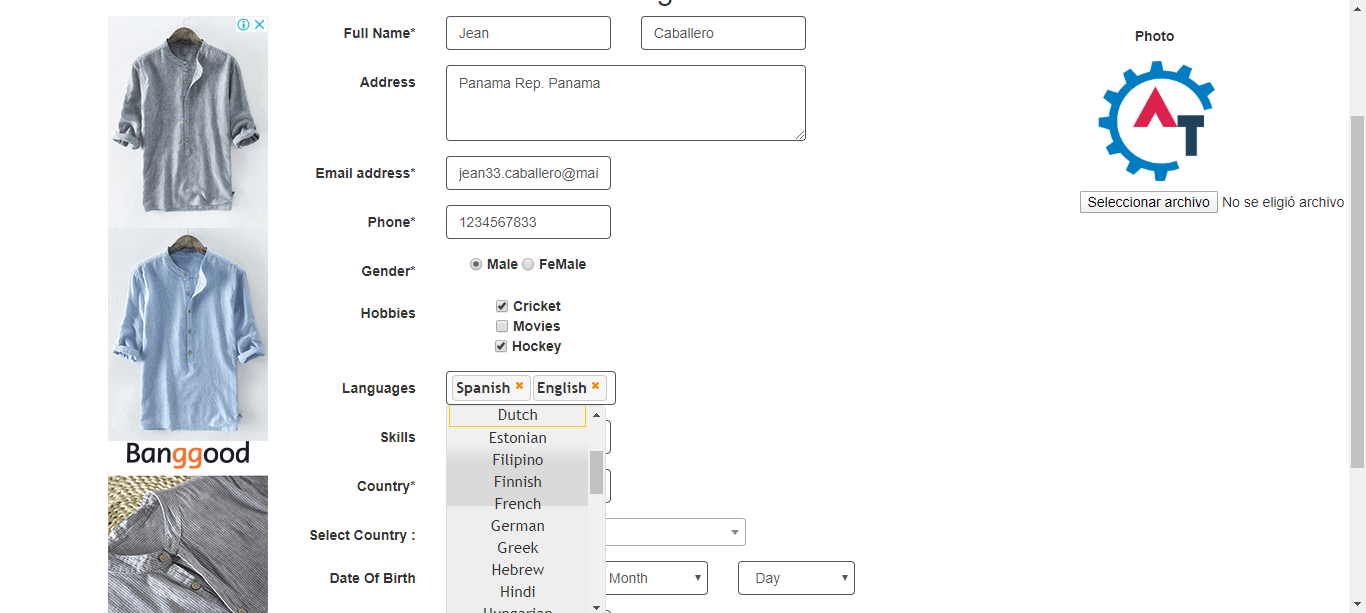 Full Name* Jean Caballero
Photo
Address Panama Rep. Panama
Email address* jean33.caballero@mai
Seleccionar archivo No se eligió archivo
Phone* 1234567833
Gender* Male FeMale
Hobbies Cricket
Movies
Hockey
Languages Spanish English
Dutch
Skills
Estonian
Filipino
Finnish
Country*
French
German
Select Country :
Greek
Hebrew
Date Of Birth Month Day
Hindi
Hungarian
Banggood
AT